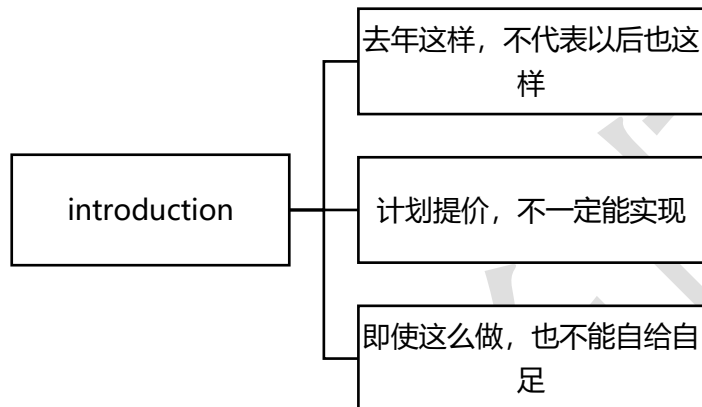 去年这样，不代表以后也这
样
introduction
计划提价，不一定能实现
即使这么做，也不能自给自
足